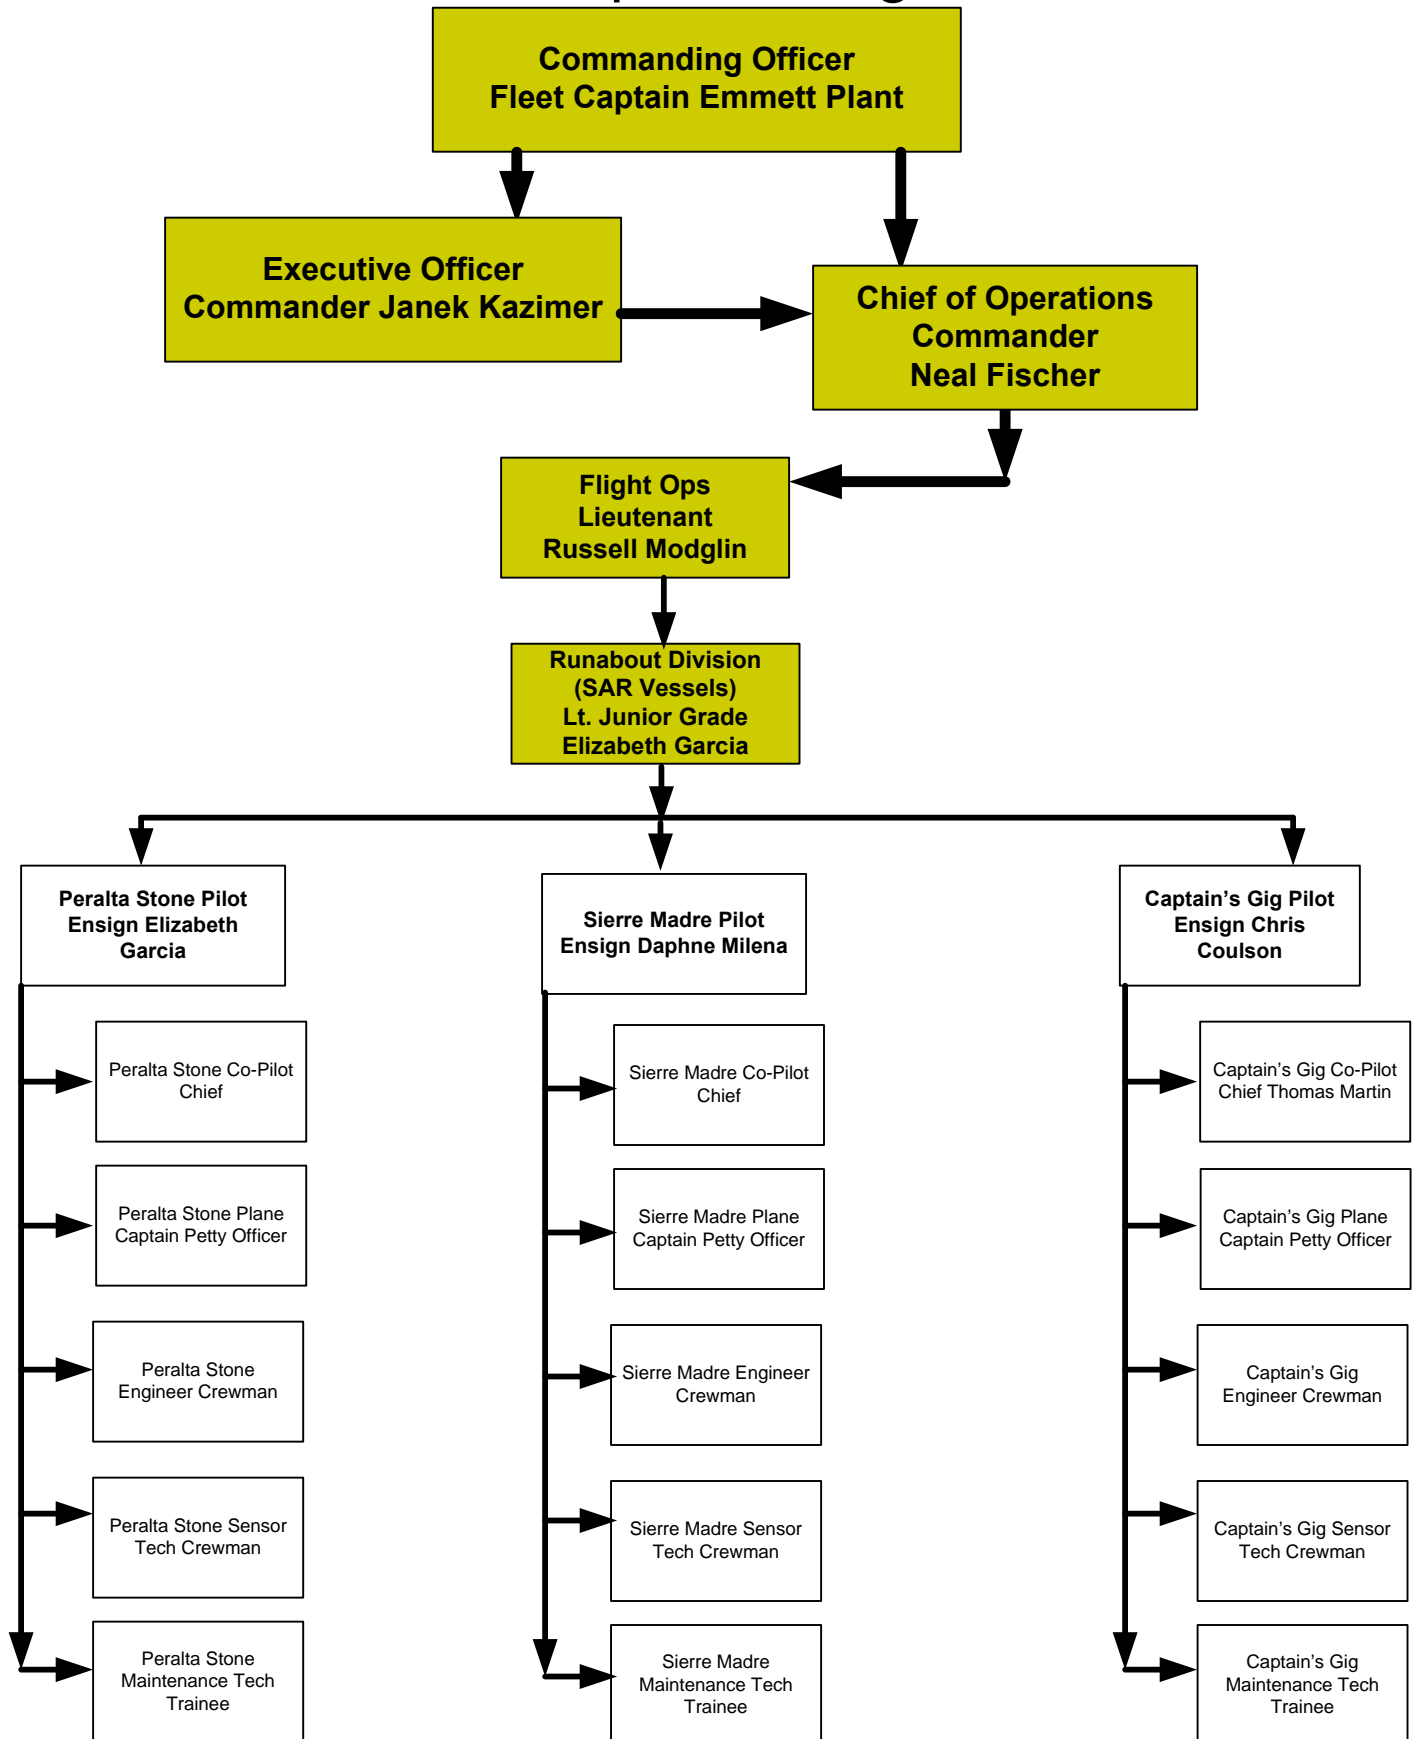 Commanding Officer
Fleet Captain Emmett Plant
Executive Officer
Commander Janek Kazimer
Chief of Operations
Commander
Neal Fischer
Flight Ops
Lieutenant
Russell Modglin
Runabout Division
(SAR Vessels)
Lt. Junior Grade
Elizabeth Garcia
Peralta Stone Pilot
Ensign Elizabeth
Garcia
Sierre Madre Pilot
Ensign Daphne Milena
Captain’s Gig Pilot
Ensign Chris
Coulson
Peralta Stone Co-Pilot
Chief
Sierre Madre Co-Pilot
Chief
Captain’s Gig Co-Pilot
Chief Thomas Martin
Peralta Stone Plane
Captain Petty Officer
Sierre Madre Plane
Captain Petty Officer
Captain’s Gig Plane
Captain Petty Officer
Peralta Stone
Engineer Crewman
Sierre Madre Engineer
Crewman
Captain’s Gig
Engineer Crewman
Peralta Stone Sensor
Tech Crewman
Sierre Madre Sensor
Tech Crewman
Captain’s Gig Sensor
Tech Crewman
Peralta Stone
Maintenance Tech
Trainee
Sierre Madre
Maintenance Tech
Trainee
Captain’s Gig
Maintenance Tech
Trainee